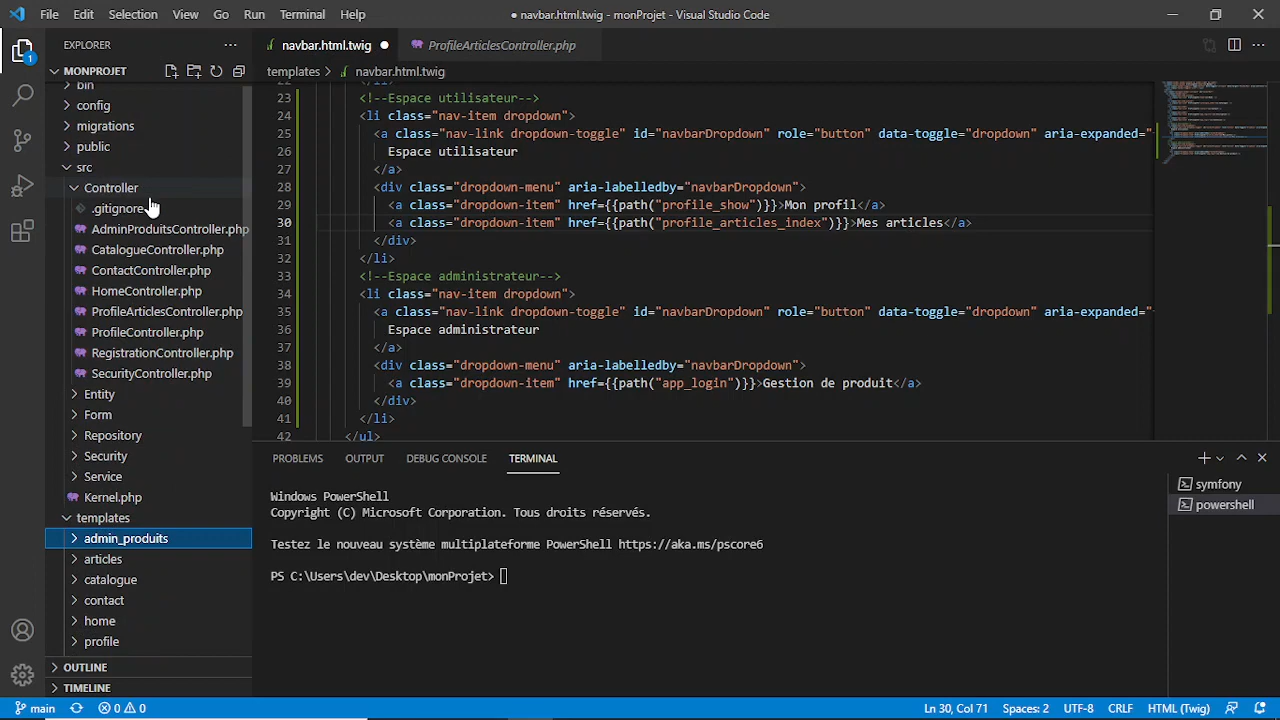 File Edit Selection View Go Run Terminal Help
● navbar.html.twig - monProjet - Visual Studio Code
EXPLORER
navbar.html.twig
ProfileArticlesController.php
1
MONPROJET
templates > navbar.html.twig
bin
config
migrations
public
src
Controller
.gitignore
AdminProduitsController.php
CatalogueController.php
ContactController.php
HomeController.php
ProfileArticlesController.php
ProfileController.php
RegistrationController.php
SecurityController.php
Entity
Form
Repository
Security
Service
Kernel.php
templates
admin_produits
articles
catalogue
contact
home
profile
OUTLINE
TIMELINE
22 </li>
23 <!--Espace utilisateur-->
24 <li class="nav-item dropdown">
25 <a class="nav-link dropdown-toggle" id="navbarDropdown" role="button" data-toggle="dropdown" aria-expanded="
26 Espace utilisateur
27 </a>
28 <div class="dropdown-menu" aria-labelledby="navbarDropdown">
29 <a class="dropdown-item" href={{path("profile_show")}}>Mon profil</a>
30 <a class="dropdown-item" href={{path("profile_articles_index")}}>Mes articles</a>
31 </div>
32 </li>
33 <!--Espace administrateur-->
34 <li class="nav-item dropdown">
35 <a class="nav-link dropdown-toggle" id="navbarDropdown" role="button" data-toggle="dropdown" aria-expanded="
36 Espace administrateur
37 </a>
38 <div class="dropdown-menu" aria-labelledby="navbarDropdown">
39 <a class="dropdown-item" href={{path("app_login")}}>Gestion de produit</a>
40 </div>
41 </li>
42 </ul>
PROBLEMS OUTPUT DEBUG CONSOLE TERMINAL
Windows PowerShell
Copyright (C) Microsoft Corporation. Tous droits réservés.
Testez le nouveau système multiplateforme PowerShell https://aka.ms/pscore6
PS C:\Users\dev\Desktop\monProjet>
symfony
powershell
main 0 0 Ln 30, Col 71 Spaces: 2 UTF-8 CRLF HTML (Twig)